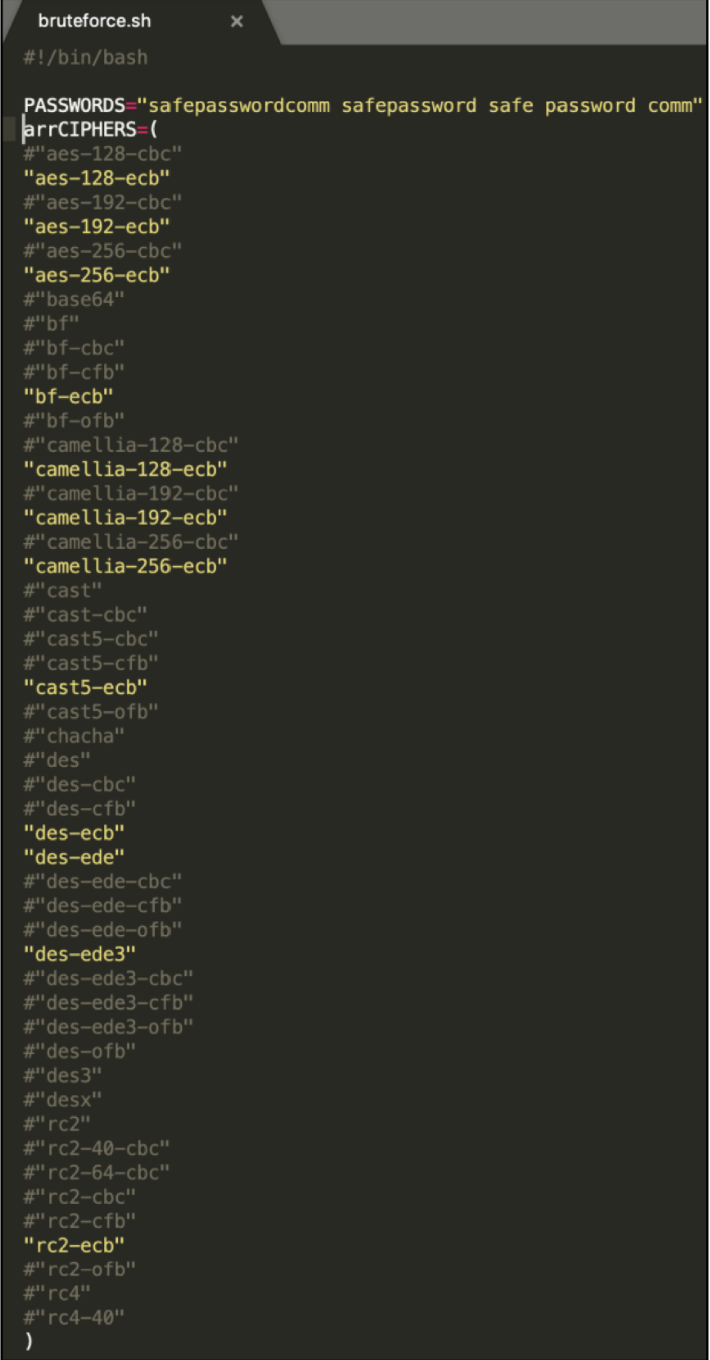 bruteforce.sh ×
#!/bin/bash
PASSWORDS="safepasswordcomm safepassword safe password comm"
arrCIPHERS=(
#"aes-128-cbc"
"aes-128-ecb"
#"aes-192-cbc"
"aes-192-ecb"
#"aes-256-cbc"
"aes-256-ecb"
#"base64"
#"bf"
#"bf-cbc"
#"bf-cfb"
"bf-ecb"
#"bf-ofb"
#"camellia-128-cbc"
"camellia-128-ecb"
#"camellia-192-cbc"
"camellia-192-ecb"
#"camellia-256-cbc"
"camellia-256-ecb"
#"cast"
#"cast-cbc"
#"cast5-cbc"
#"cast5-cfb"
"cast5-ecb"
#"cast5-ofb"
#"chacha"
#"des"
#"des-cbc"
#"des-cfb"
"des-ecb"
"des-ede"
#"des-ede-cbc"
#"des-ede-cfb"
#"des-ede-ofb"
"des-ede3"
#"des-ede3-cbc"
#"des-ede3-cfb"
#"des-ede3-ofb"
#"des-ofb"
#"des3"
#"desx"
#"rc2"
#"rc2-40-cbc"
#"rc2-64-cbc"
#"rc2-cbc"
#"rc2-cfb"
"rc2-ecb"
#"rc2-ofb"
#"rc4"
#"rc4-40"
)